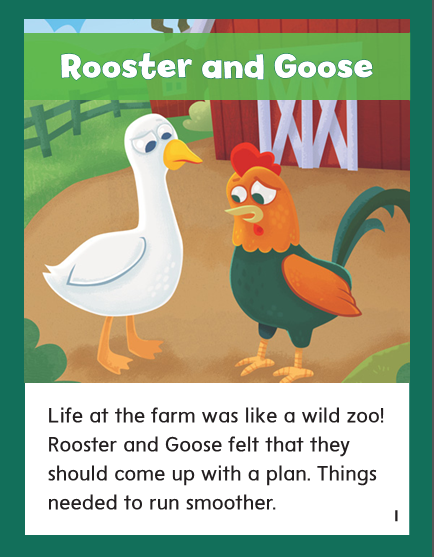 Rooster and Goose
Life at the farm was like a wild zoo!
Rooster and Goose felt that they
should come up with a plan. Things
needed to run smoother.
1